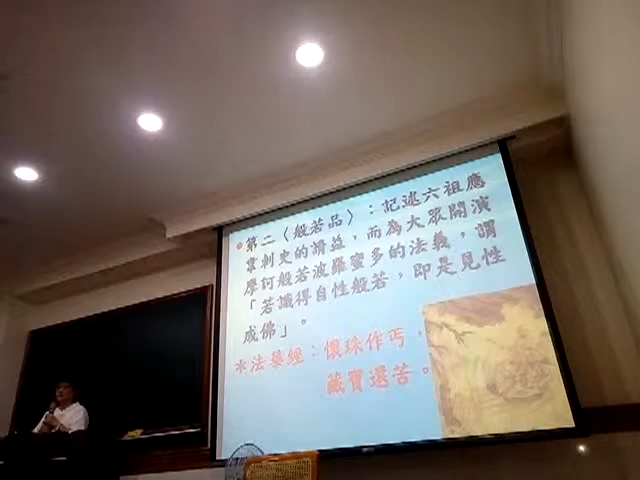 第二〈般若品〉：記述六祖應
韋刺史的請益，而為大眾開演
摩訶般若波羅蜜多的法義，謂
「若識得自性般若，即是見性
成佛」。
*法華經：懷珠作丐，
藏寶還苦。